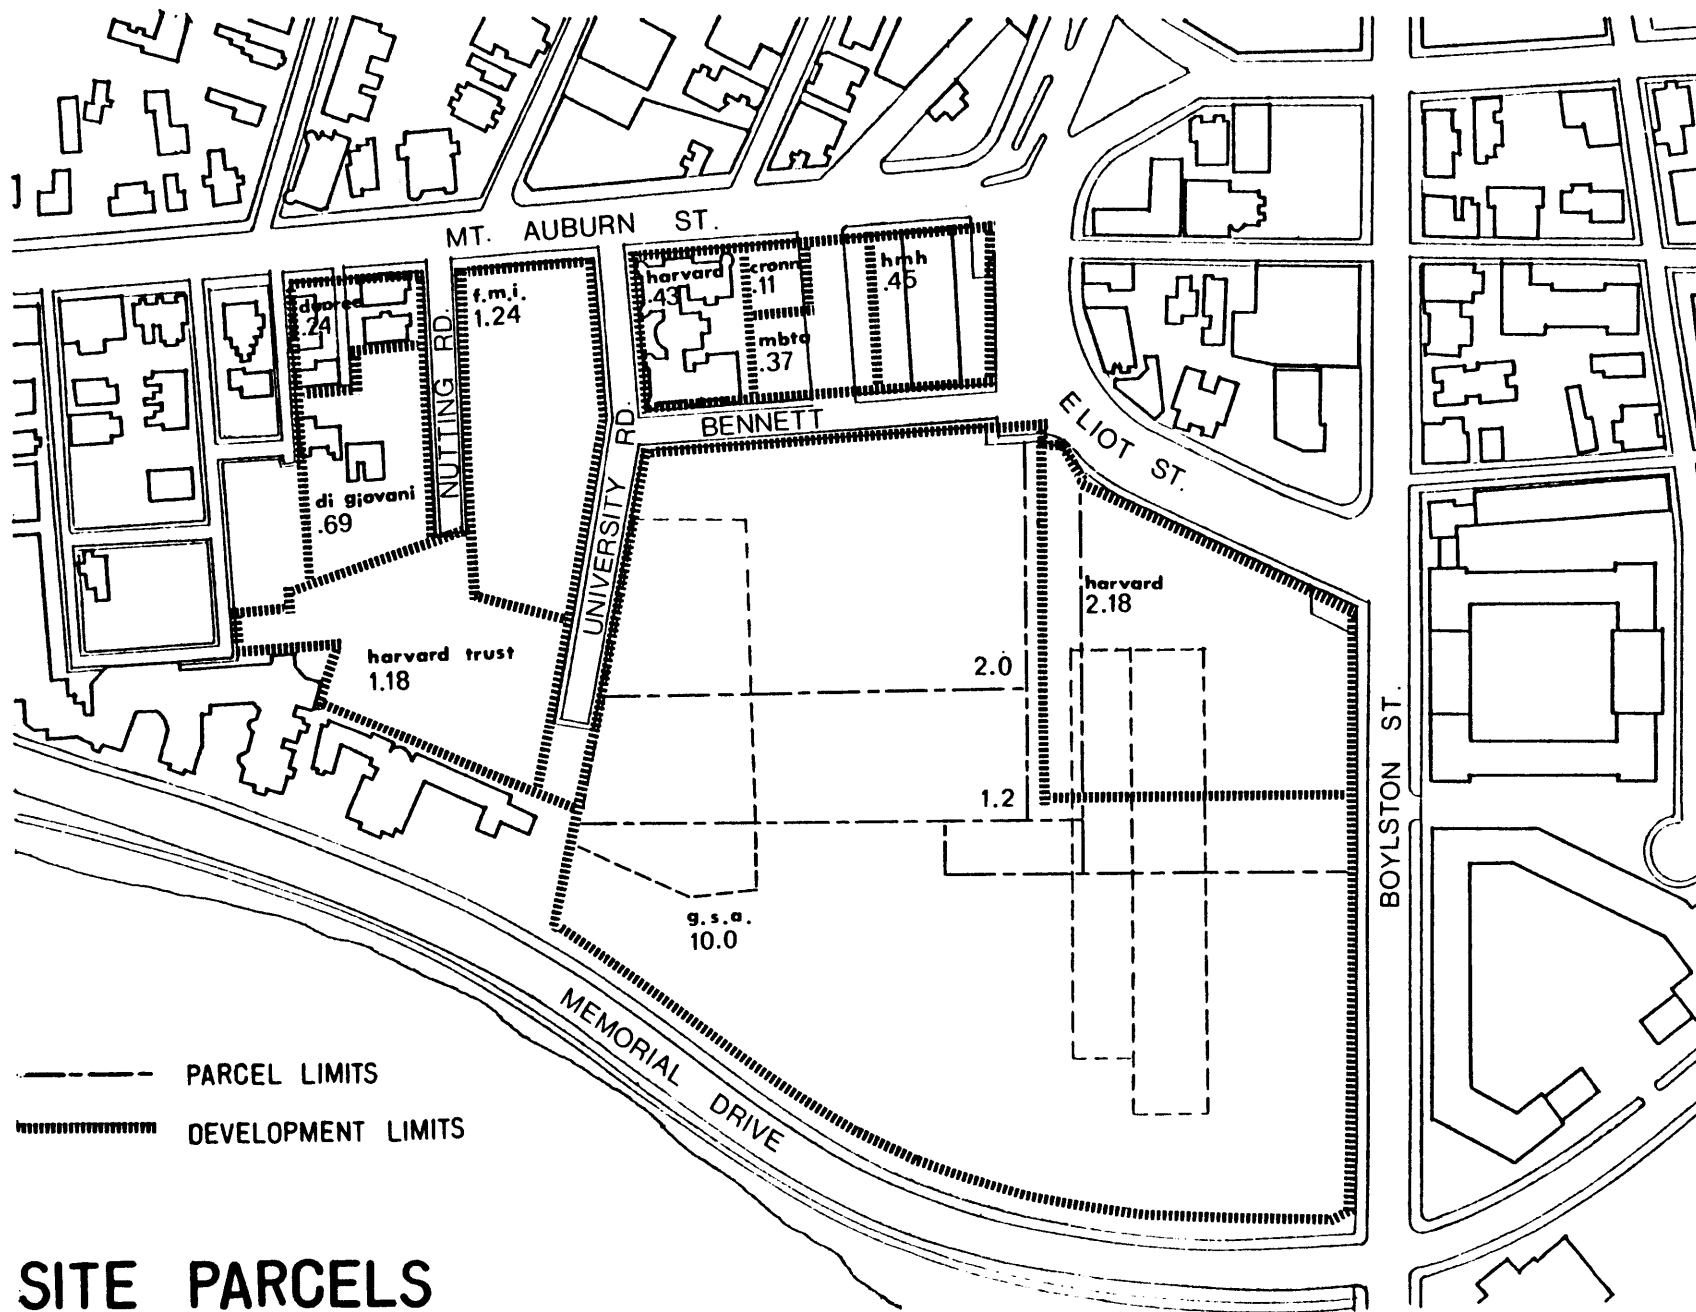 MT. AUBURN ST.
harvard
.43
cronn
.11
hmh
.45
f.m.i.
1.24
.24
mbta
.37
NUTTING RD.
UNIVERSITY RD.
BENNETT
ELIOT ST.
di giovani
.69
harvard
2.18
harvard trust
1.18
2.0
1.2
BOYLSTON ST.
g.s.a.
10.0
MEMORIAL DRIVE
PARCEL LIMITS
DEVELOPMENT LIMITS
SITE PARCELS